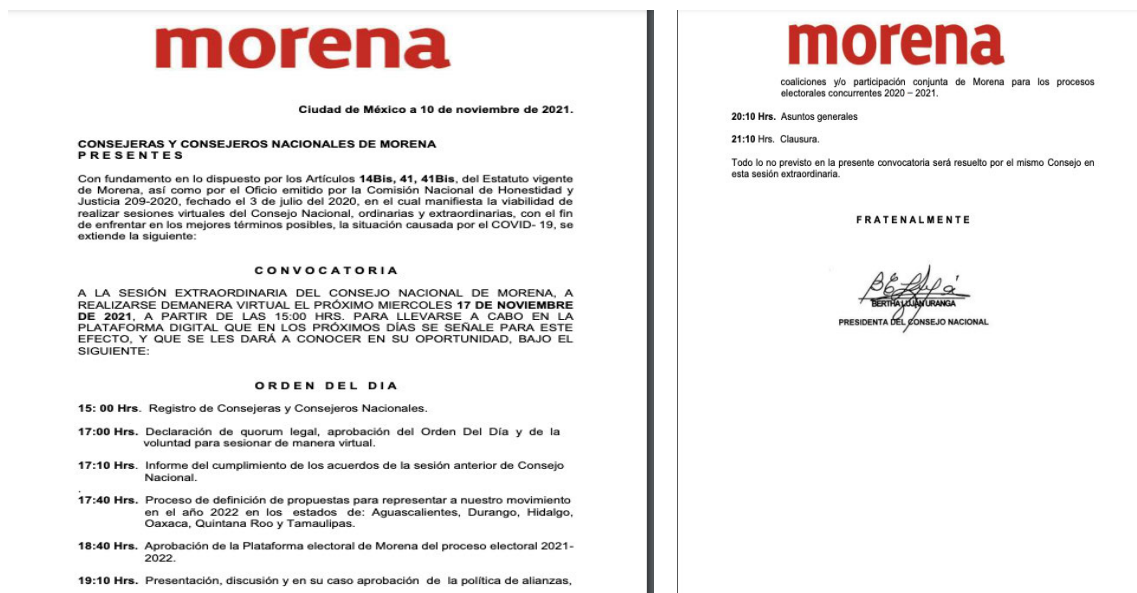 morena
Ciudad de México a 10 de noviembre de 2021.
CONSEJERAS Y CONSEJEROS NACIONALES DE MORENA
P R E S E N T E S
Con fundamento en lo dispuesto por los Artículos 14Bis, 41, 41Bis, del Estatuto vigente
de Morena, así como por el Oficio emitido por la Comisión Nacional de Honestidad y
Justicia 209-2020, fechado el 3 de julio del 2020, en el cual manifiesta la viabilidad de
realizar sesiones virtuales del Consejo Nacional, ordinarias y extraordinarias, con el fin
de enfrentar en los mejores términos posibles, la situación causada por el COVID- 19, se
extiende la siguiente:
C O N V O C A T O R I A
A LA SESIÓN EXTRAORDINARIA DEL CONSEJO NACIONAL DE MORENA, A
REALIZARSE DEMANERA VIRTUAL EL PRÓXIMO MIERCOLES 17 DE NOVIEMBRE
DE 2021, A PARTIR DE LAS 15:00 HRS. PARA LLEVARSE A CABO EN LA
PLATAFORMA DIGITAL QUE EN LOS PRÓXIMOS DÍAS SE SEÑALE PARA ESTE
EFECTO, Y QUE SE LES DARÁ A CONOCER EN SU OPORTUNIDAD, BAJO EL
SIGUIENTE:
O R D E N D E L D I A
15: 00 Hrs. Registro de Consejeras y Consejeros Nacionales.
17:00 Hrs. Declaración de quorum legal, aprobación del Orden Del Día y de la
voluntad para sesionar de manera virtual.
17:10 Hrs. Informe del cumplimiento de los acuerdos de la sesión anterior de Consejo
Nacional.
.
17:40 Hrs. Proceso de definición de propuestas para representar a nuestro movimiento
en el año 2022 en los estados de: Aguascalientes, Durango, Hidalgo,
Oaxaca, Quintana Roo y Tamaulipas.
18:40 Hrs. Aprobación de la Plataforma electoral de Morena del proceso electoral 2021-
2022.
19:10 Hrs. Presentación, discusión y en su caso aprobación de la política de alianzas,
morena
coaliciones y/o participación conjunta de Morena para los procesos
electorales concurrentes 2020 – 2021.
20:10 Hrs. Asuntos generales
21:10 Hrs. Clausura.
Todo lo no previsto en la presente convocatoria será resuelto por el mismo Consejo en
esta sesión extraordinaria.
F R A T E N A L M E N T E
BERTHA LUJÁN URANGA
PRESIDENTA DEL CONSEJO NACIONAL